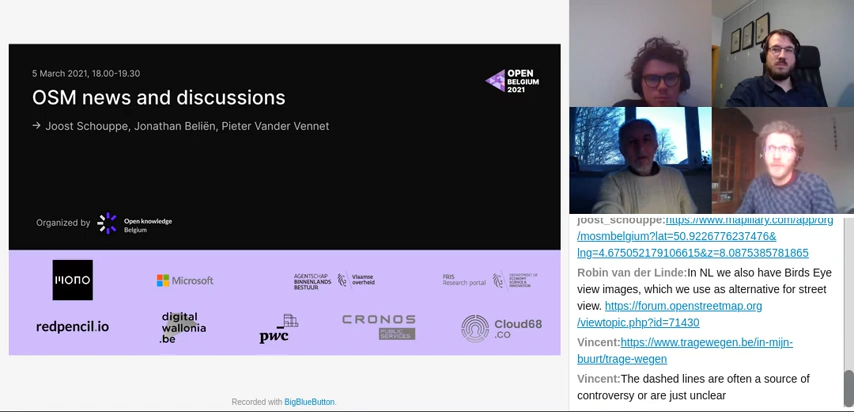 5 March 2021, 18.00-19.30
OPEN
BELGIUM
2021
OSM news and discussions
→ Joost Schouppe, Jonathan Beliën, Pieter Vander Vennet
Organized by
Open knowledge
Belgium
MONO
Microsoft
AGENTSCHAP
BINNENLANDS
BESTUUR
Vlaamse
overheid
FRIS
Research portal
DEPARTMENT OF
ECONOMY
SCIENCE &
INNOVATION
redpencil.io
digital
wallonia
.be
pwc
CRONOS
PUBLIC
SERVICES
Cloud68
.CO
Recorded with BigBlueButton.
joost_schouppe:https://www.mapillary.com/app/org
/mosmbelgium?lat=50.9226776237476&
lng=4.675052179106615&z=8.0875385781865
Robin van der Linde:In NL we also have Birds Eye
view images, which we use as alternative for street
view. https://forum.openstreetmap.org
/viewtopic.php?id=71430
Vincent:https://www.tragewegen.be/in-mijn-
buurt/trage-wegen
Vincent:The dashed lines are often a source of
controversy or are just unclear